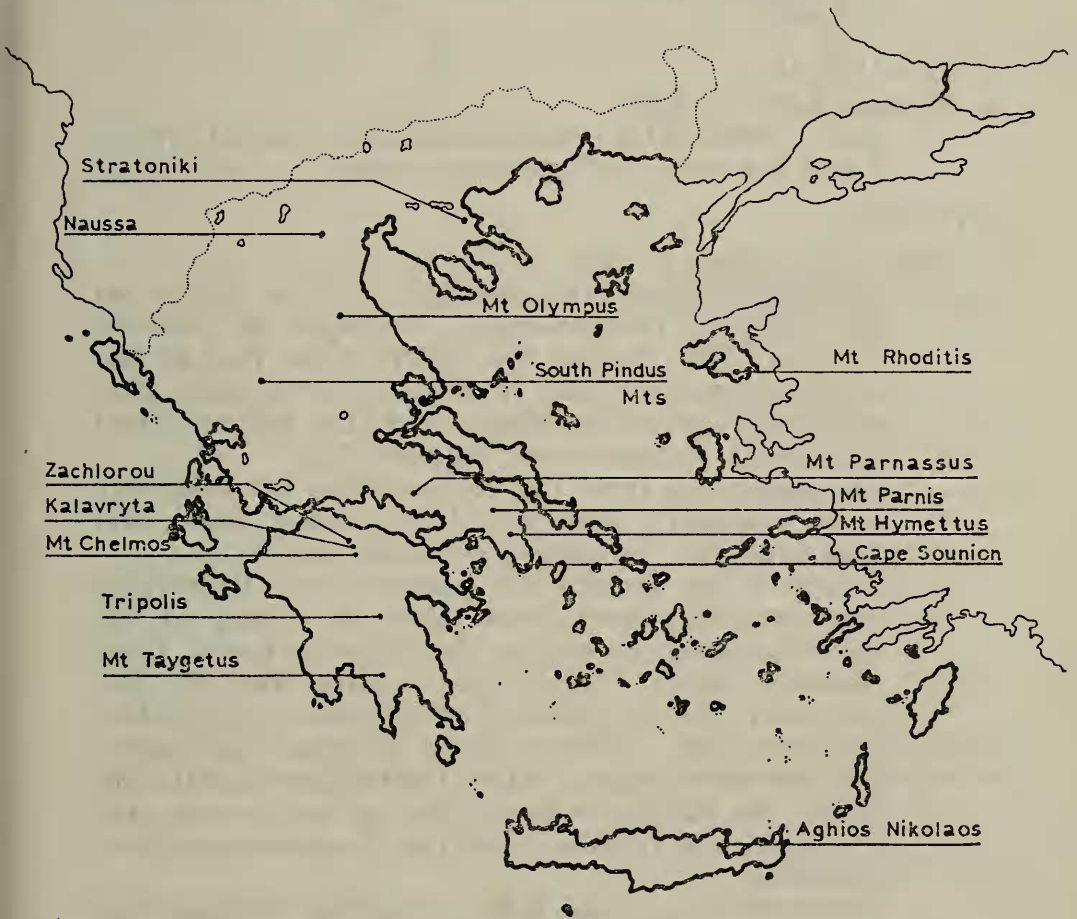 Stratoniki
Naussa
Mt Olympus
South Pindus
Mts
Mt Rhoditis
Zachlorou
Mt Parnassus
Kalavryta
Mt Parnis
Mt Chelmos
Mt Hymettus
Cape Sounion
Tripolis
Mt Taygetus
Aghios Nikolaos